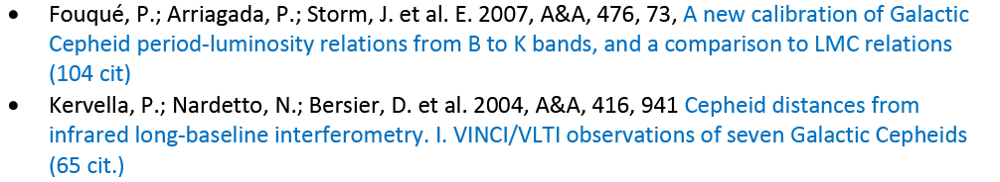 • Fouqué, P.; Arriagada, P.; Storm, J. et al. E. 2007, A&A, 476, 73, A new calibration of Galactic
Cepheid period-luminosity relations from B to K bands, and a comparison to LMC relations
(104 cit)
• Kervella, P.; Nardetto, N.; Bersier, D. et al. 2004, A&A, 416, 941 Cepheid distances from
infrared long-baseline interferometry. I. VINCI/VLTI observations of seven Galactic Cepheids
(65 cit.)